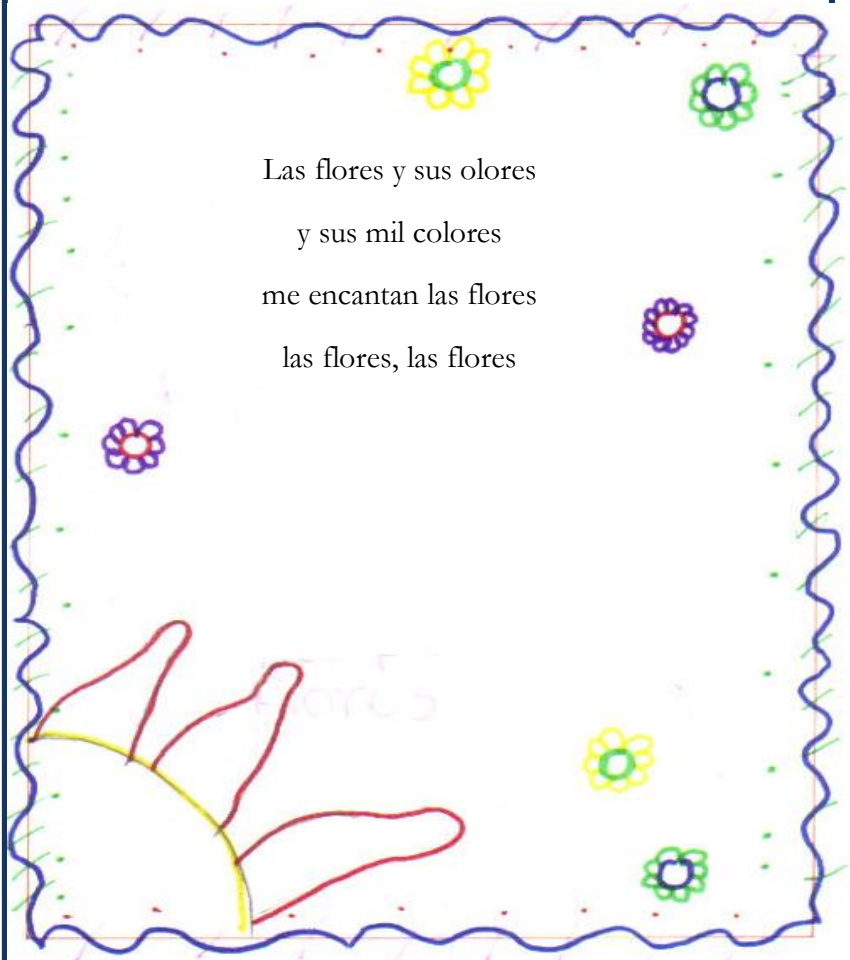 Las flores y sus olores
y sus mil colores
me encantan las flores
las flores, las flores